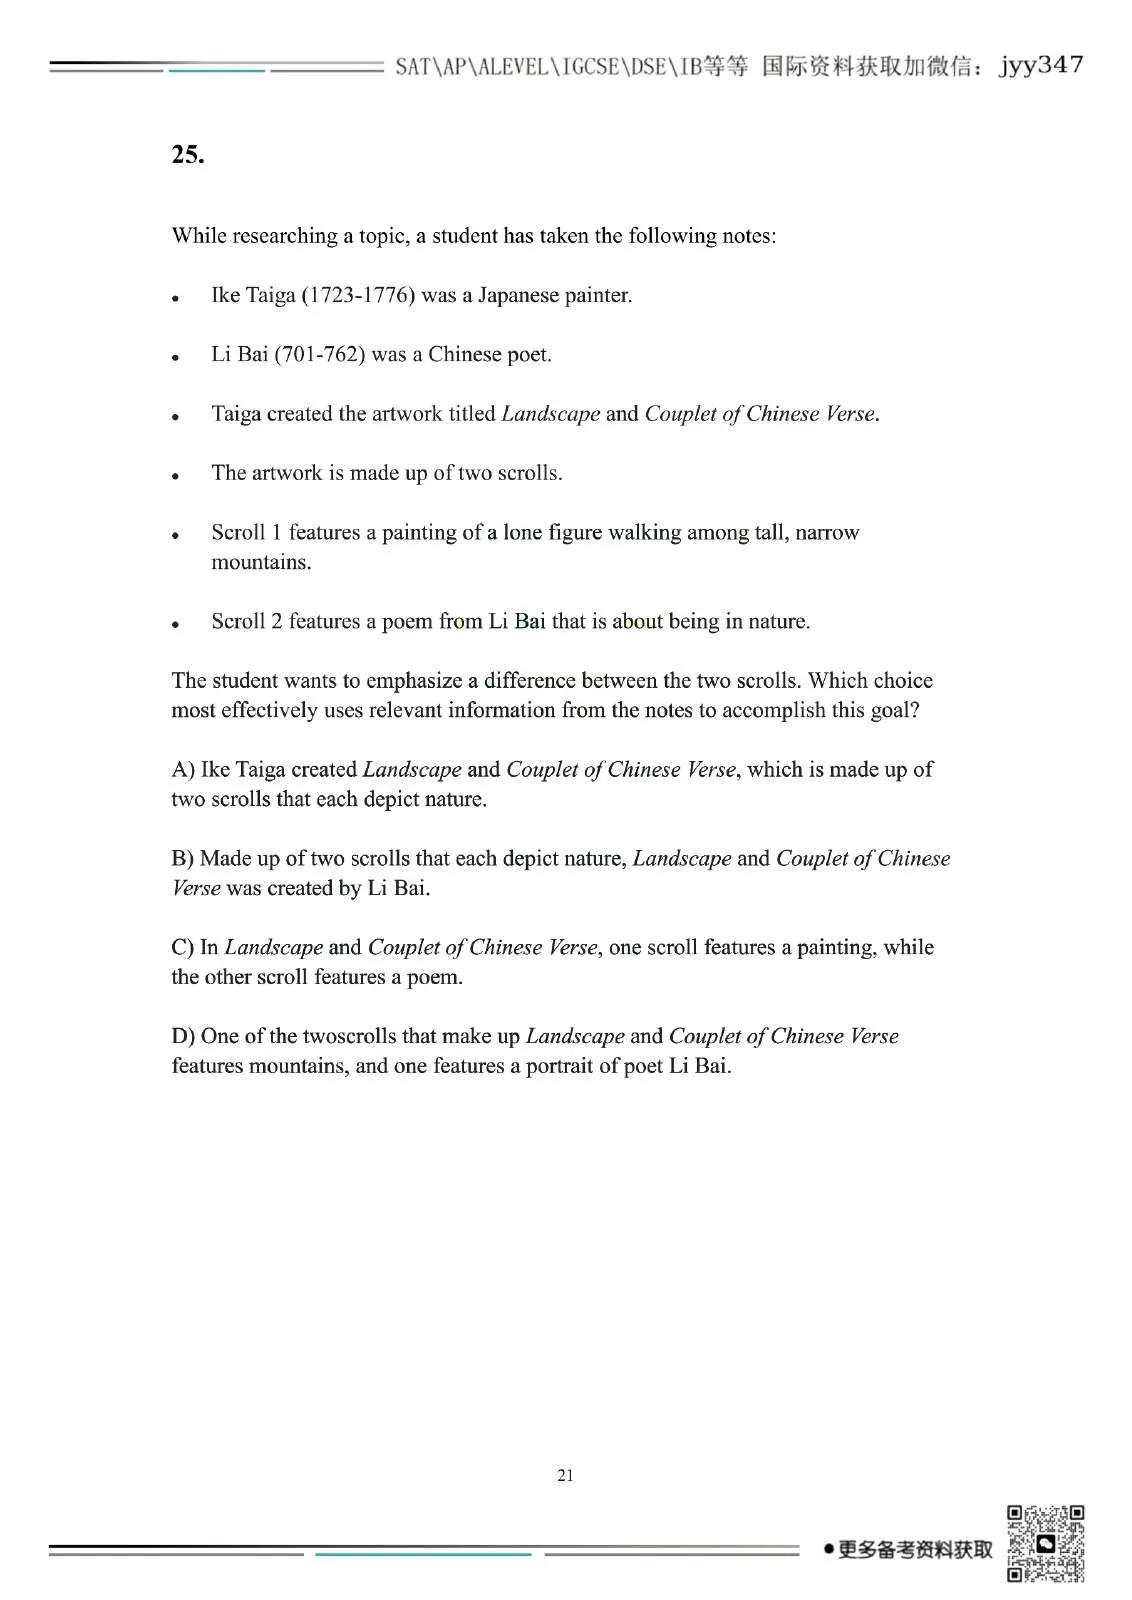 SAT\AP\ALEVEL\IGCSE\DSE\IB等等 国际资料获取加微信: jyy347
25.
While researching a topic, a student has taken the following notes:
• Ike Taiga (1723-1776) was a Japanese painter.
• Li Bai (701-762) was a Chinese poet.
• Taiga created the artwork titled Landscape and Couplet of Chinese Verse.
• The artwork is made up of two scrolls.
• Scroll 1 features a painting of a lone figure walking among tall, narrow
mountains.
• Scroll 2 features a poem from Li Bai that is about being in nature.
The student wants to emphasize a difference between the two scrolls. Which choice
most effectively uses relevant information from the notes to accomplish this goal?
A) Ike Taiga created Landscape and Couplet of Chinese Verse, which is made up of
two scrolls that each depict nature.
B) Made up of two scrolls that each depict nature, Landscape and Couplet of Chinese
Verse was created by Li Bai.
C) In Landscape and Couplet of Chinese Verse, one scroll features a painting, while
the other scroll features a poem.
D) One of the twoscrolls that make up Landscape and Couplet of Chinese Verse
features mountains, and one features a portrait of poet Li Bai.
21
•更多备考资料获取